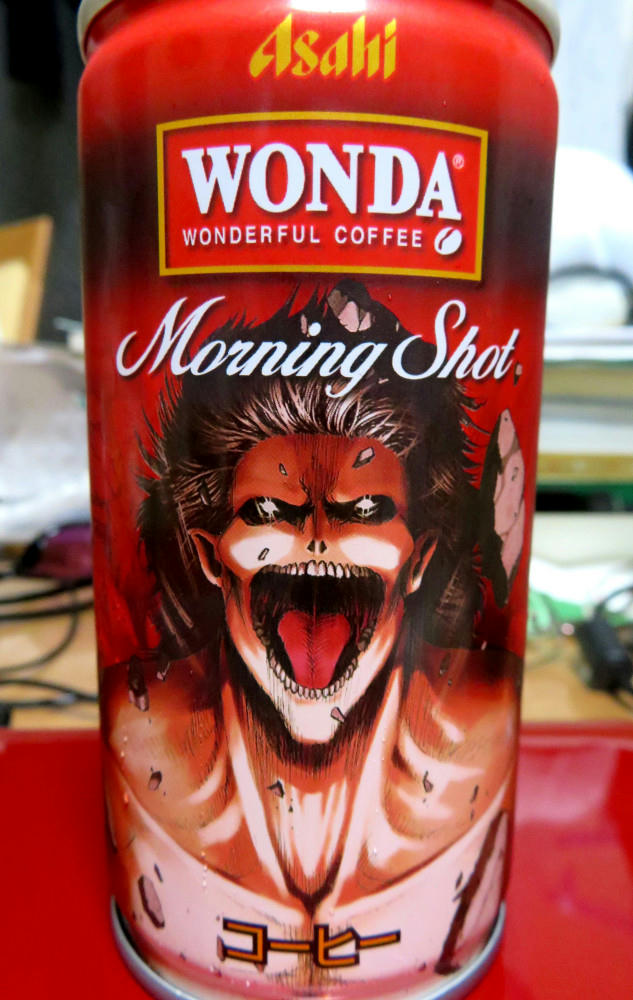 Asahi
WONDA®
WONDERFUL COFFEE
Morning Shot
コーヒー